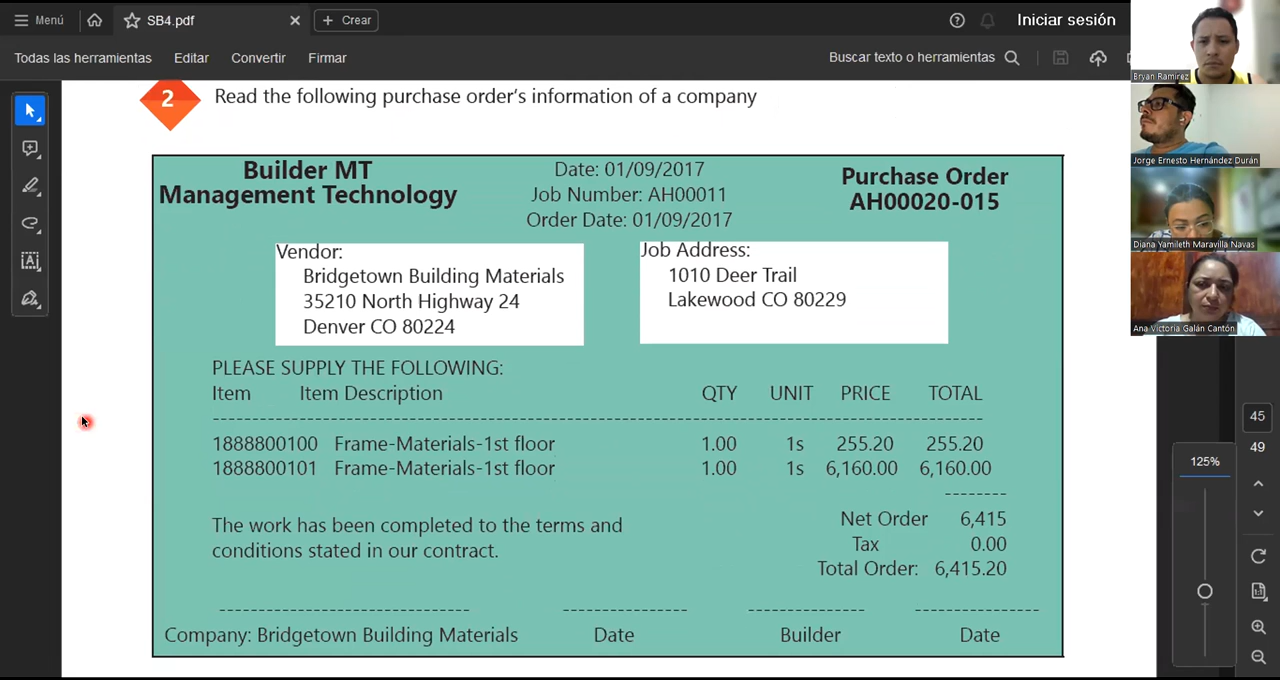 Menú
SB4.pdf
Crear
Iniciar sesión
Todas las herramientas
Editar
Convertir
Firmar
Buscar texto o herramientas
2
Read the following purchase order's information of a company
Builder MT
Management Technology
Date: 01/09/2017
Job Number: AH00011
Order Date: 01/09/2017
Purchase Order
AH00020-015
Vendor:
Bridgetown Building Materials
35210 North Highway 24
Denver CO 80224
Job Address:
1010 Deer Trail
Lakewood CO 80229
PLEASE SUPPLY THE FOLLOWING:
Item Item Description QTY UNIT PRICE TOTAL
1888800100 Frame-Materials-1st floor 1.00 1s 255.20 255.20
1888800101 Frame-Materials-1st floor 1.00 1s 6,160.00 6,160.00
The work has been completed to the terms and
conditions stated in our contract.
Net Order 6,415
Tax 0.00
Total Order: 6,415.20
Company: Bridgetown Building Materials Date Builder Date
Bryan Ramirez
Jorge Ernesto Hernández Durán
Diana Yamileth Maravilla Navas
Ana Victoria Galán Cantón
45
49
125%